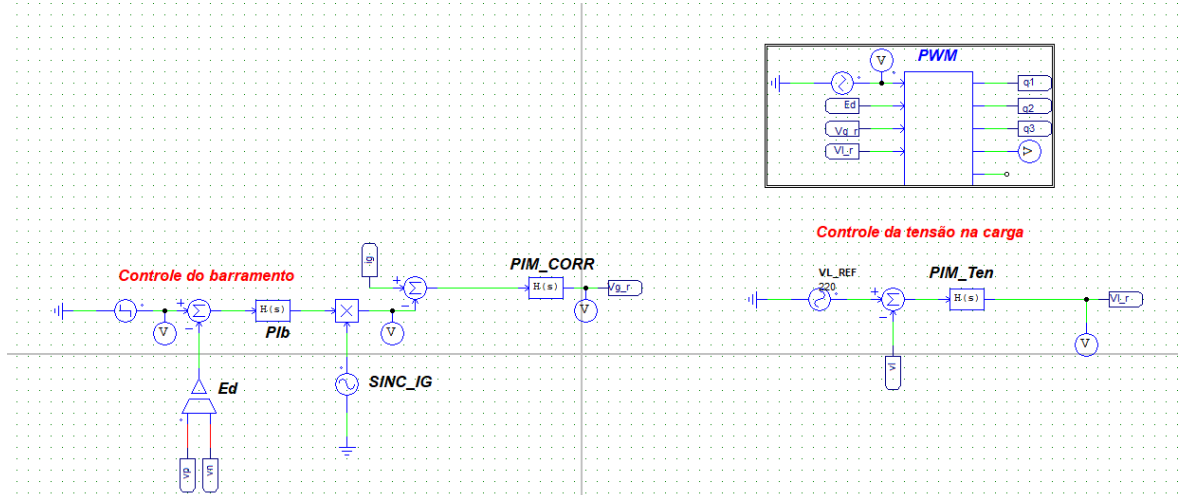 PWM
V
q1
Ed
q2
Vg_r
q3
Vl_r
V
Controle da tensão na carga
Controle do barramento
ig
PIM_CORR
VL_REF
220
PIM_Ten
H(s)
Vg_r
H(s)
Vl_r
+
Σ
−
H(s)
+
Σ
−
V
PIb
V
V
+
Σ
−
V
vl
Ed
SINC_IG
vp
vn